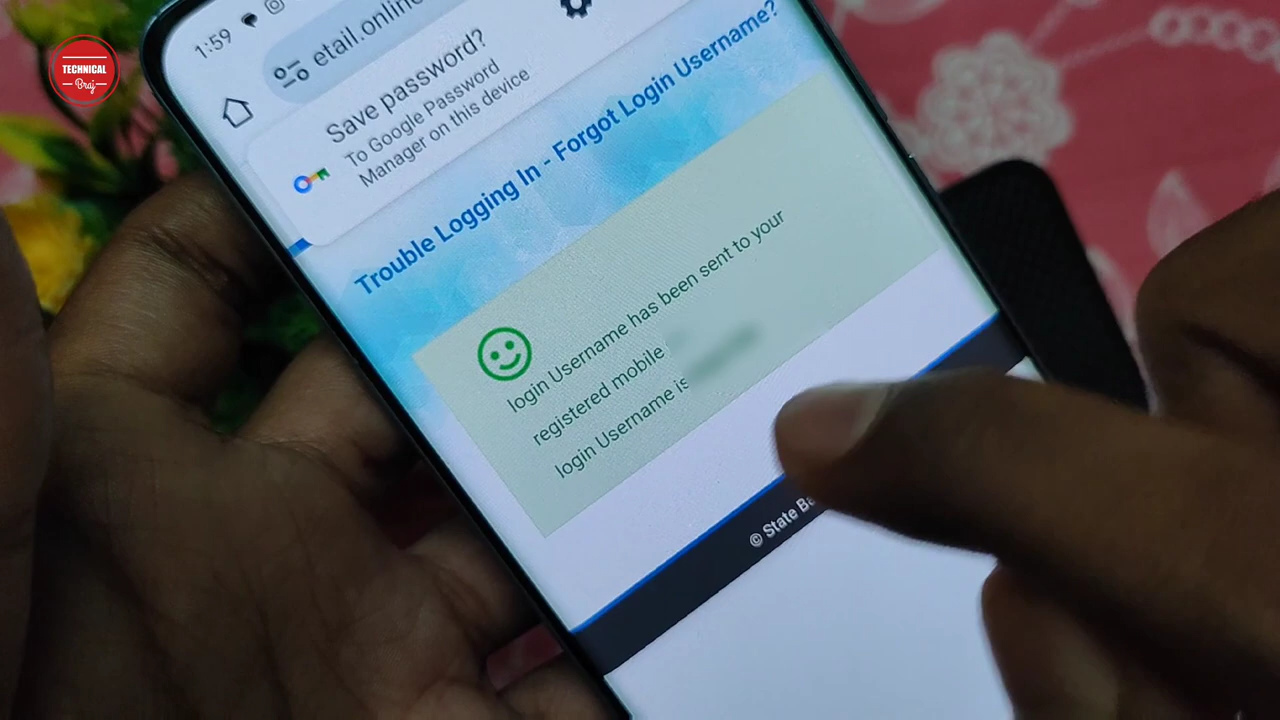 1:59
TECHNICAL
Braj
etail.online
Save password?
To Google Password
Manager on this device
Trouble Logging In - Forgot Login Username?
login Username has been sent to your
registered mobile
login Username is
© State Ba